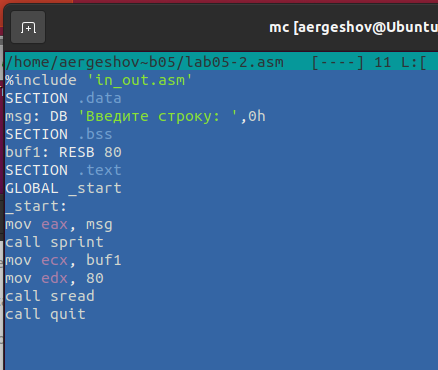 mc [aergeshov@Ubuntu
/home/aergeshov~b05/lab05-2.asm [----] 11 L:[
%include 'in_out.asm'
SECTION .data
msg: DB 'Введите строку: ',0h
SECTION .bss
buf1: RESB 80
SECTION .text
GLOBAL _start
_start:
mov eax, msg
call sprint
mov ecx, buf1
mov edx, 80
call sread
call quit